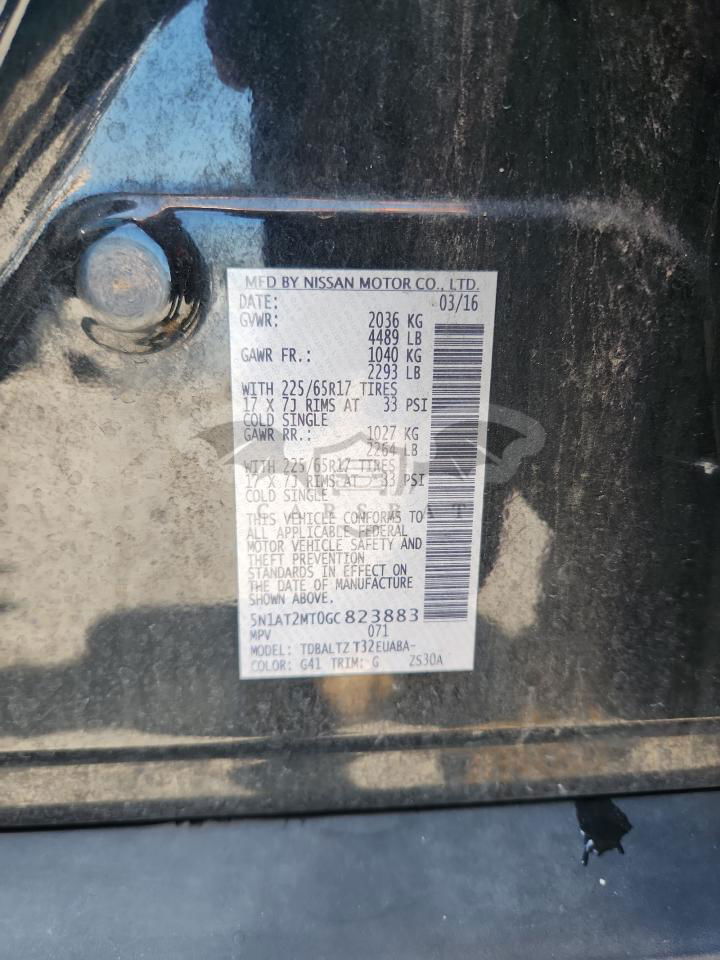 MFD BY NISSAN MOTOR CO., LTD.
DATE: 03/16
GVWR: 2036 KG
4489 LB
GAWR FR.: 1040 KG
2293 LB
WITH 225/65R17 TIRES
17 X 7J RIMS AT 33 PSI
COLD SINGLE
GAWR RR.: 1027 KG
2264 LB
WITH 225/65R17 TIRES
17 X 7J RIMS AT 33 PSI
COLD SINGLE
CARSBAT
THIS VEHICLE CONFORMS TO
ALL APPLICABLE FEDERAL
MOTOR VEHICLE SAFETY AND
THEFT PREVENTION
STANDARDS IN EFFECT ON
THE DATE OF MANUFACTURE
SHOWN ABOVE.
5N1AT2MT0GC823883
MPV 071
MODEL: TDBALTZ T32EUABA-
COLOR: G41 TRIM: G 2S30A